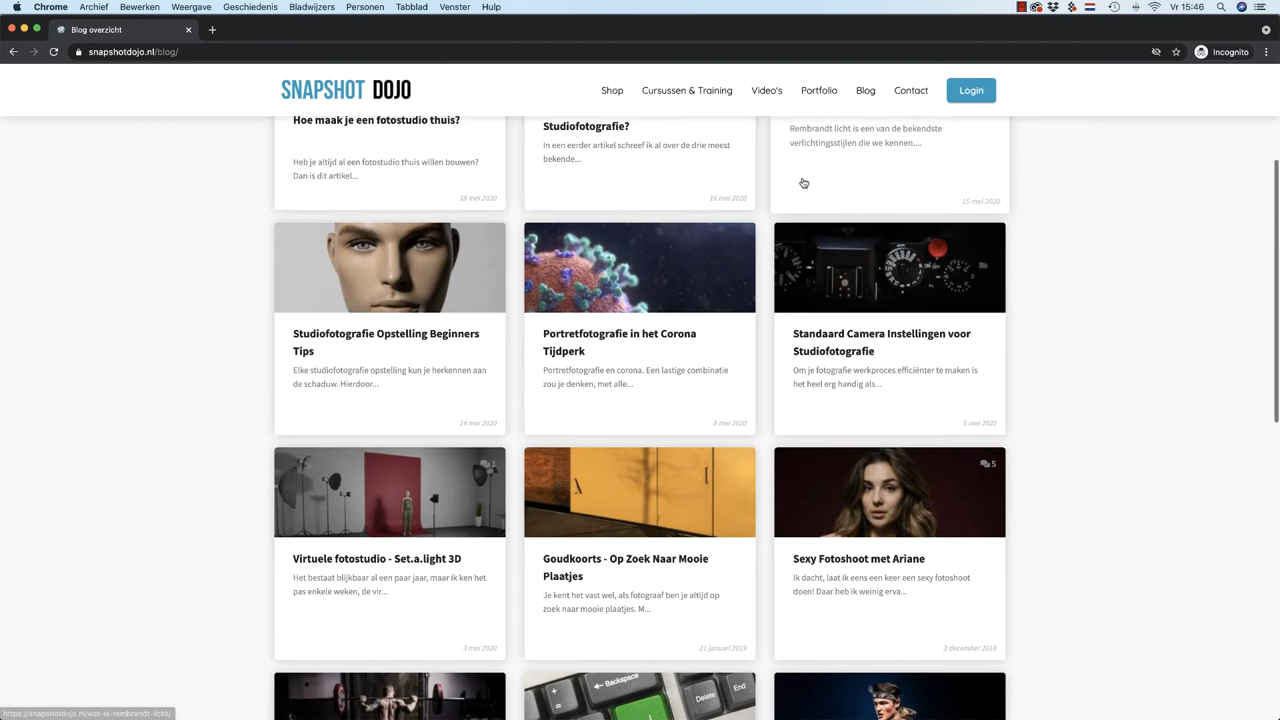 Chrome Archief Bewerken Weergave Geschiedenis Bladwijzers Personen Tabblad Venster Hulp
Vr 15:46
Blog overzicht
snapshotdojo.nl/blog/
Incognito
SNAPSHOT DOJO
Shop Cursussen & Training Video's Portfolio Blog Contact Login
Hoe maak je een fotostudio thuis?
Heb je altijd al een fotostudio thuis willen bouwen?
Dan is dit artikel...
18 mei 2020
Studiofotografie?
In een eerder artikel schreef ik al over de drie meest
bekende...
16 mei 2020
Rembrandt licht is een van de bekendste
verlichtingsstijlen die we kennen....
15 mei 2020
Studiofotografie Opstelling Beginners
Tips
Elke studiofotografie opstelling kun je herkennen aan
de schaduw. Hierdoor...
14 mei 2020
Portretfotografie in het Corona
Tijdperk
Portretfotografie en corona. Een lastige combinatie
zou je denken, met alle...
9 mei 2020
Standaard Camera Instellingen voor
Studiofotografie
Om je fotografie werkproces efficiënter te maken is
het heel erg handig als...
5 mei 2020
1
Virtuele fotostudio - Set.a.light 3D
Het bestaat blijkbaar al een paar jaar, maar ik ken het
pas enkele weken, de vir...
3 mei 2020
Goudkoorts - Op Zoek Naar Mooie
Plaatjes
Je kent het vast wel, als fotograaf ben je altijd op
zoek naar mooie plaatjes. M...
21 januari 2019
5
Sexy Fotoshoot met Ariane
Ik dacht, laat ik eens een keer een sexy fotoshoot
doen! Daar heb ik weinig erva...
3 december 2018
Backspace
Delete
End
https://snapshotdojo.nl/wat-is-rembrandt-licht/